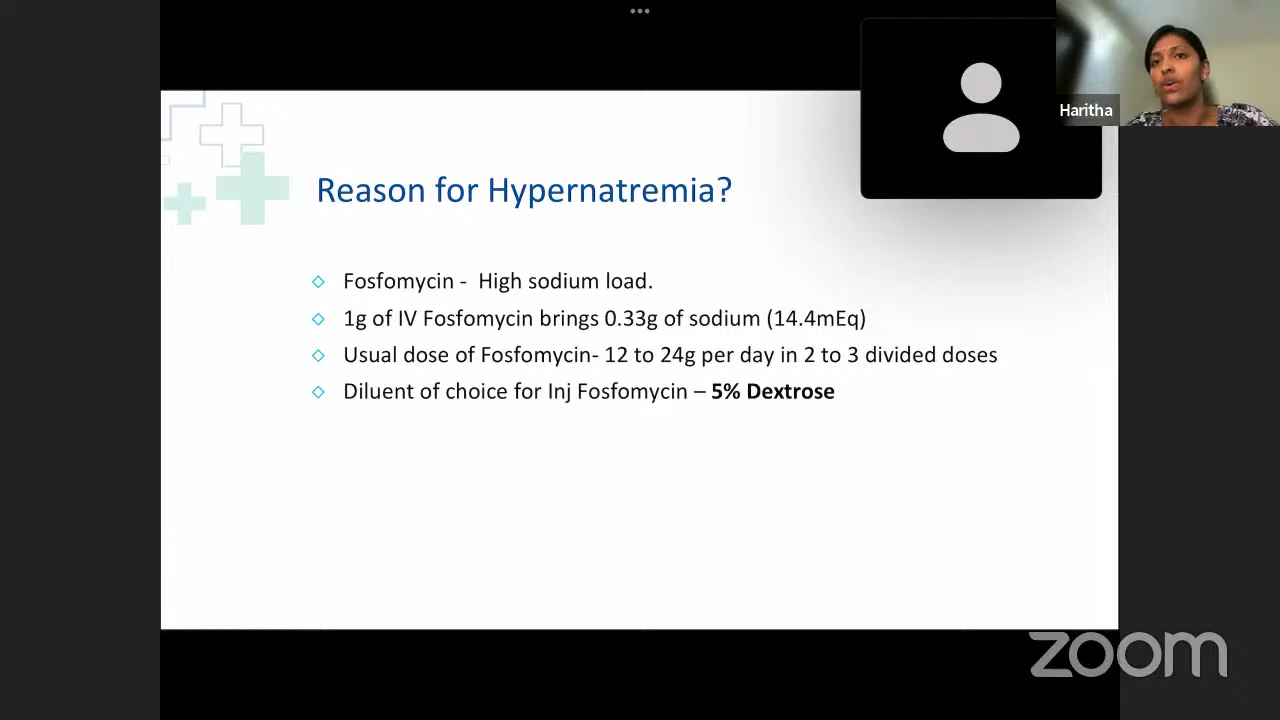 Haritha
Reason for Hypernatremia?
Fosfomycin - High sodium load.
1g of IV Fosfomycin brings 0.33g of sodium (14.4mEq)
Usual dose of Fosfomycin- 12 to 24g per day in 2 to 3 divided doses
Diluent of choice for Inj Fosfomycin – 5% Dextrose
zoom